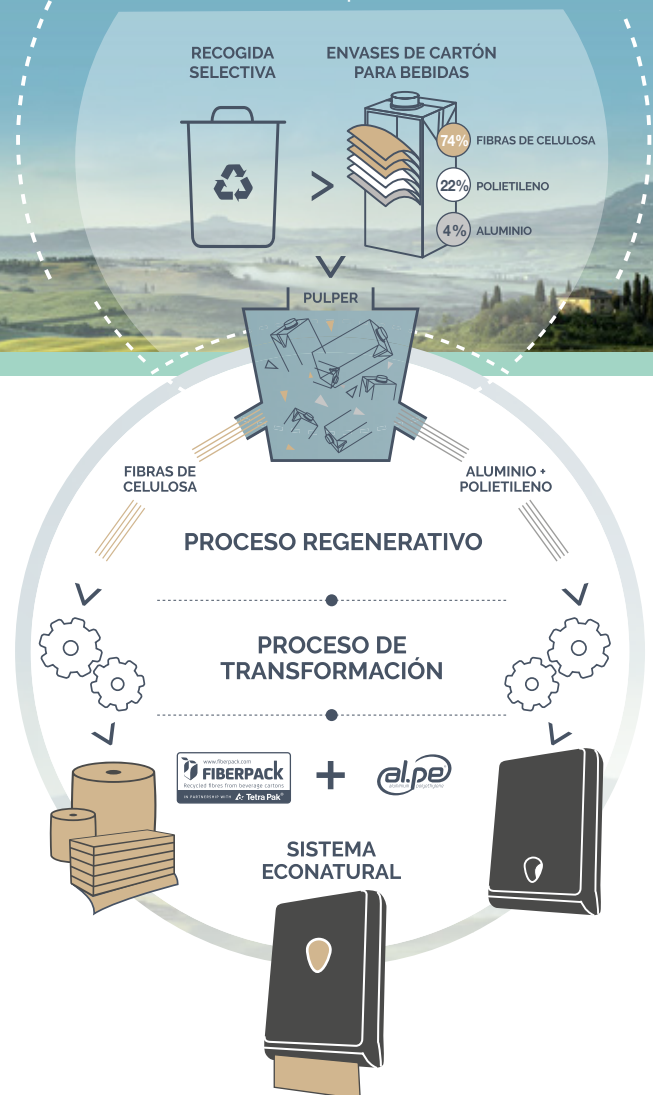 RECOGIDA
SELECTIVA
ENVASES DE CARTÓN
PARA BEBIDAS
74% FIBRAS DE CELULOSA
22% POLIETILENO
4% ALUMINIO
PULPER
FIBRAS DE
CELULOSA
ALUMINIO +
POLIETILENO
PROCESO REGENERATIVO
PROCESO DE
TRANSFORMACIÓN
www.fiberpack.com
FIBERPACK
Recycled fibres from beverage cartons
IN PARTNERSHIP WITH Tetra Pak®
+
al.pe®
aluminium polyethylene
SISTEMA
ECONATURAL